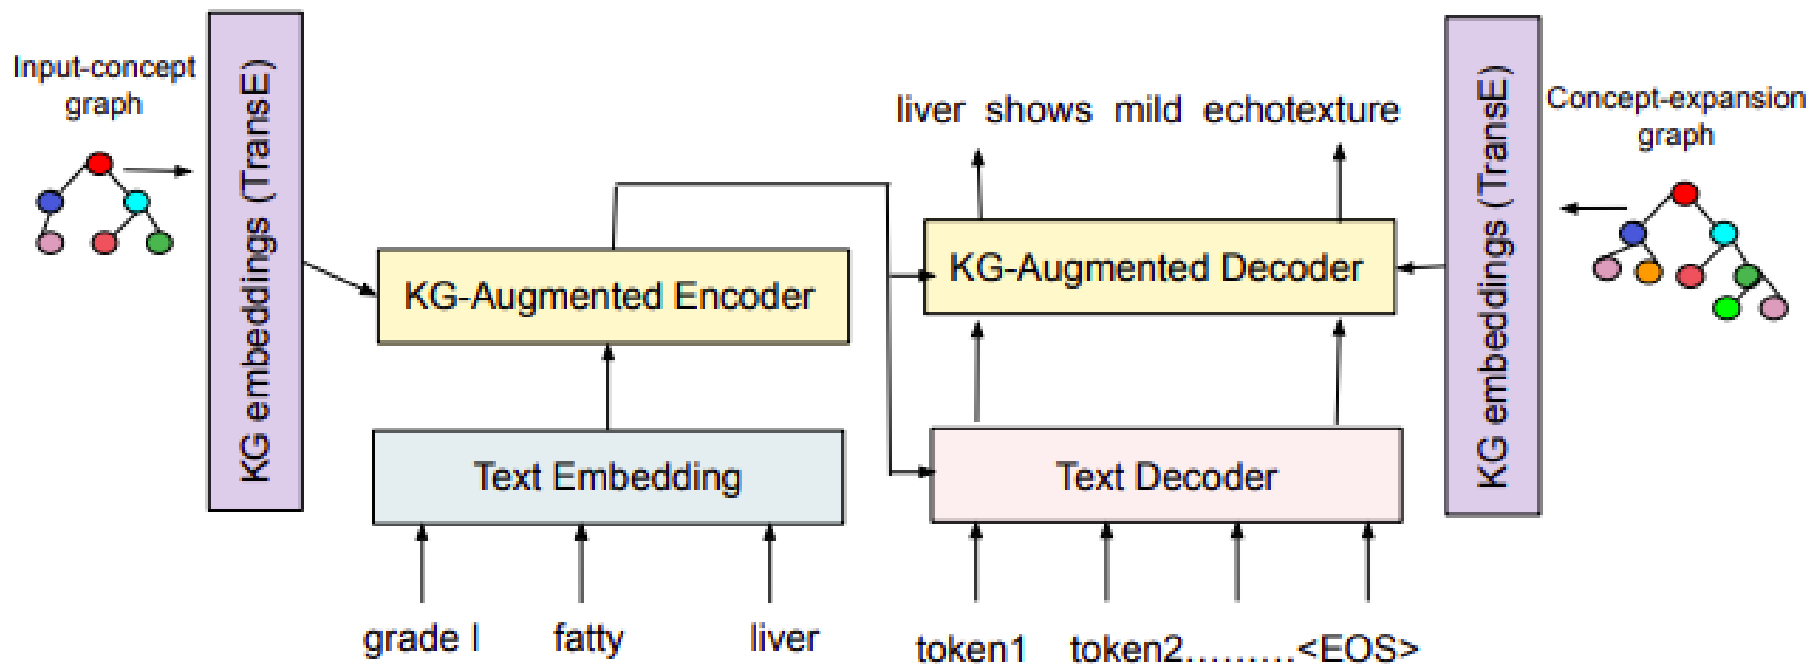 Input-concept
graph
KG embeddings (TransE)
liver shows mild echotexture
KG embeddings (TransE)
Concept-expansion
graph
KG-Augmented Encoder
KG-Augmented Decoder
Text Embedding
Text Decoder
grade I fatty liver
token1 token2.........<EOS>